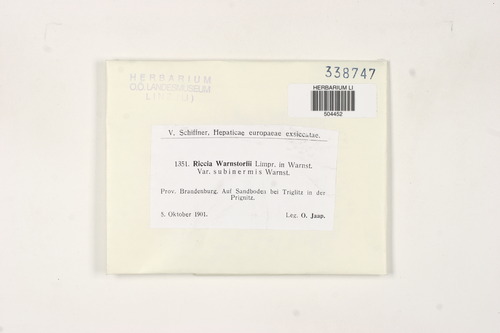 338747
HERBARIUM
O.Ö. LANDESMUSEUM
HERBARIUM LI
504452
V. Schiffner, Hepaticae europaeae exsiccatae.
1351. Riccia Warnstorfii Limpr. in Warnst.
Var. subinermis Warnst.
Prov. Brandenburg. Auf Sandboden bei Triglitz in der
Prignitz.
5. Oktober 1901. Leg. O. Jaap.